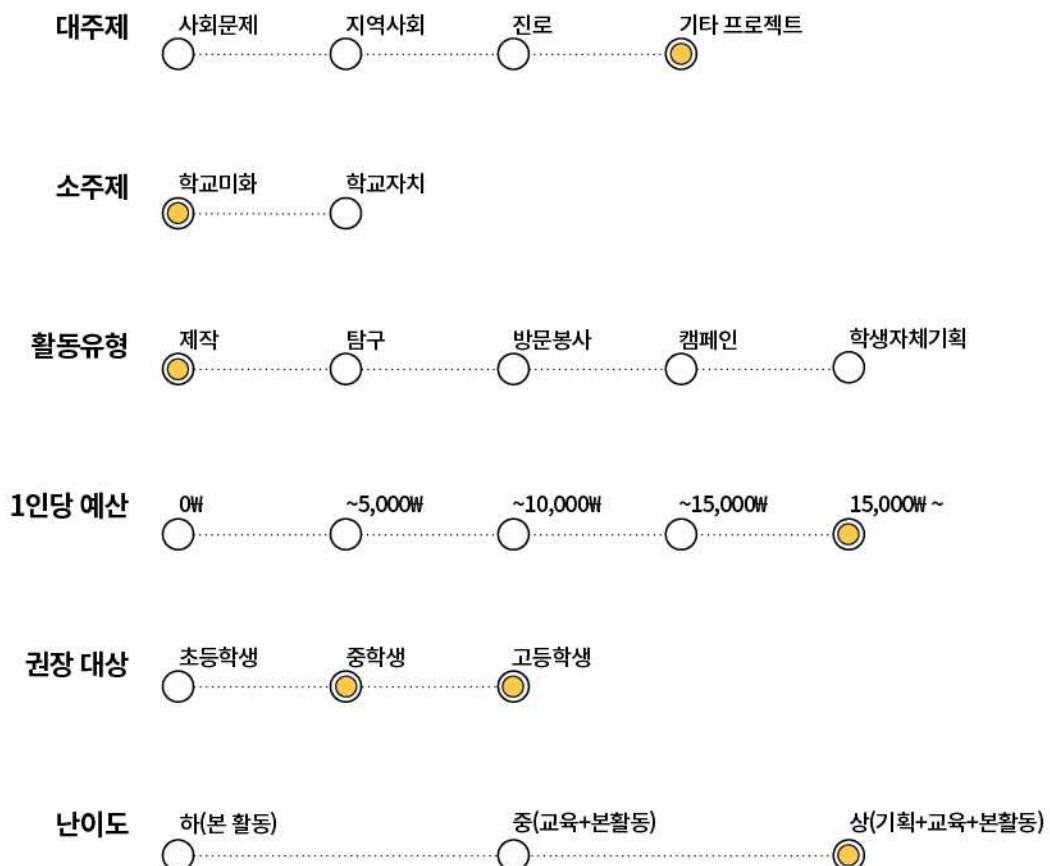 대주제 사회문제 지역사회 진로 기타 프로젝트
소주제 학교미화 학교자치
활동유형 제작 탐구 방문봉사 캠페인 학생자체기획
1인당 예산 0₩ ~5,000₩ ~10,000₩ ~15,000₩ 15,000₩ ~
권장 대상 초등학생 중학생 고등학생
난이도 하(본 활동) 중(교육+본활동) 상(기획+교육+본활동)